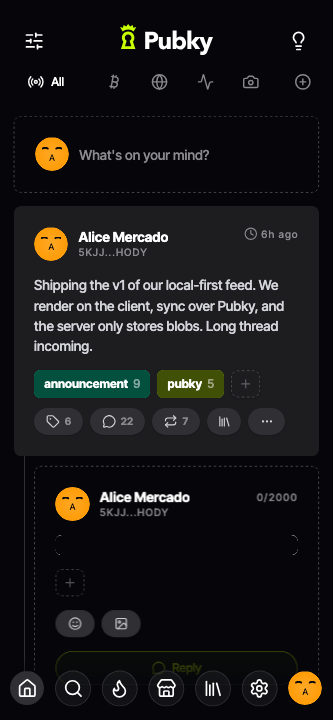 Pubky
All
What's on your mind?
Alice Mercado
6h ago
5KJJ...HODY
Shipping the v1 of our local-first feed. We
render on the client, sync over Pubky, and
the server only stores blobs. Long thread
incoming.
announcement 9
pubky 5
6
22
7
Alice Mercado
0/2000
5KJJ...HODY
Reply